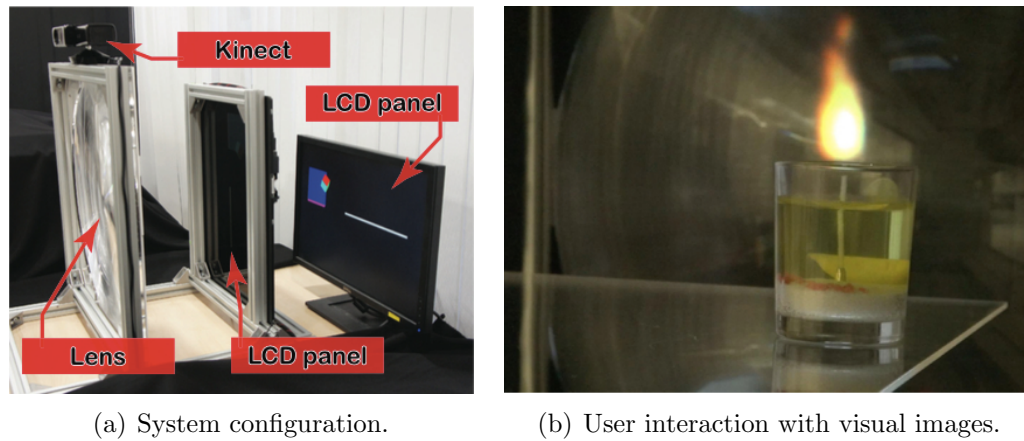 Kinect
LCD panel
Lens
LCD panel
(a) System configuration.
(b) User interaction with visual images.